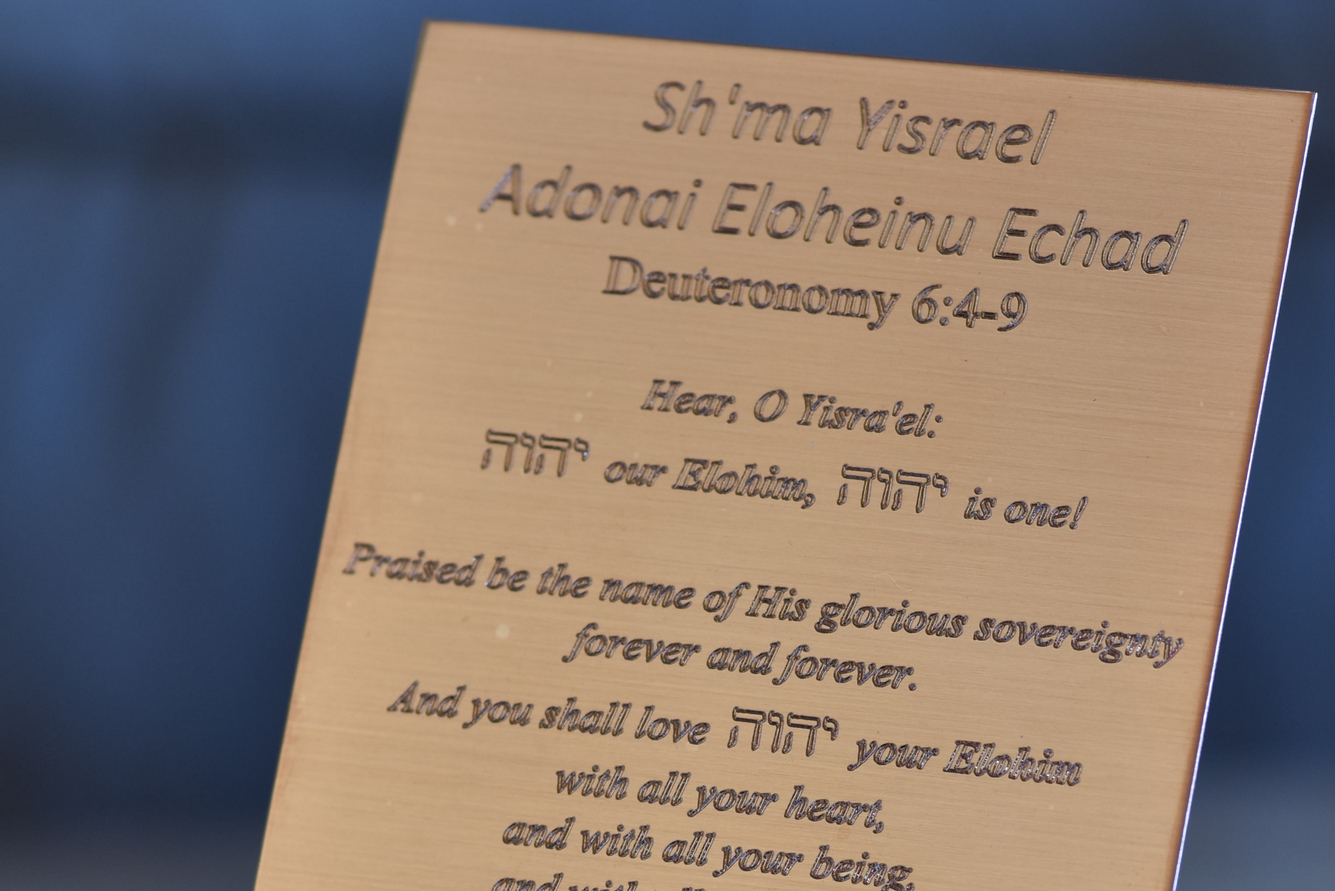 Sh'ma Yisrael
Adonai Eloheinu Echad
Deuteronomy 6:4-9
Hear, O Yisra'el:
יהוה our Elohim, יהוה is one!
Praised be the name of His glorious sovereignty
forever and forever.
And you shall love יהוה your Elohim
with all your heart,
and with all your being,
and with